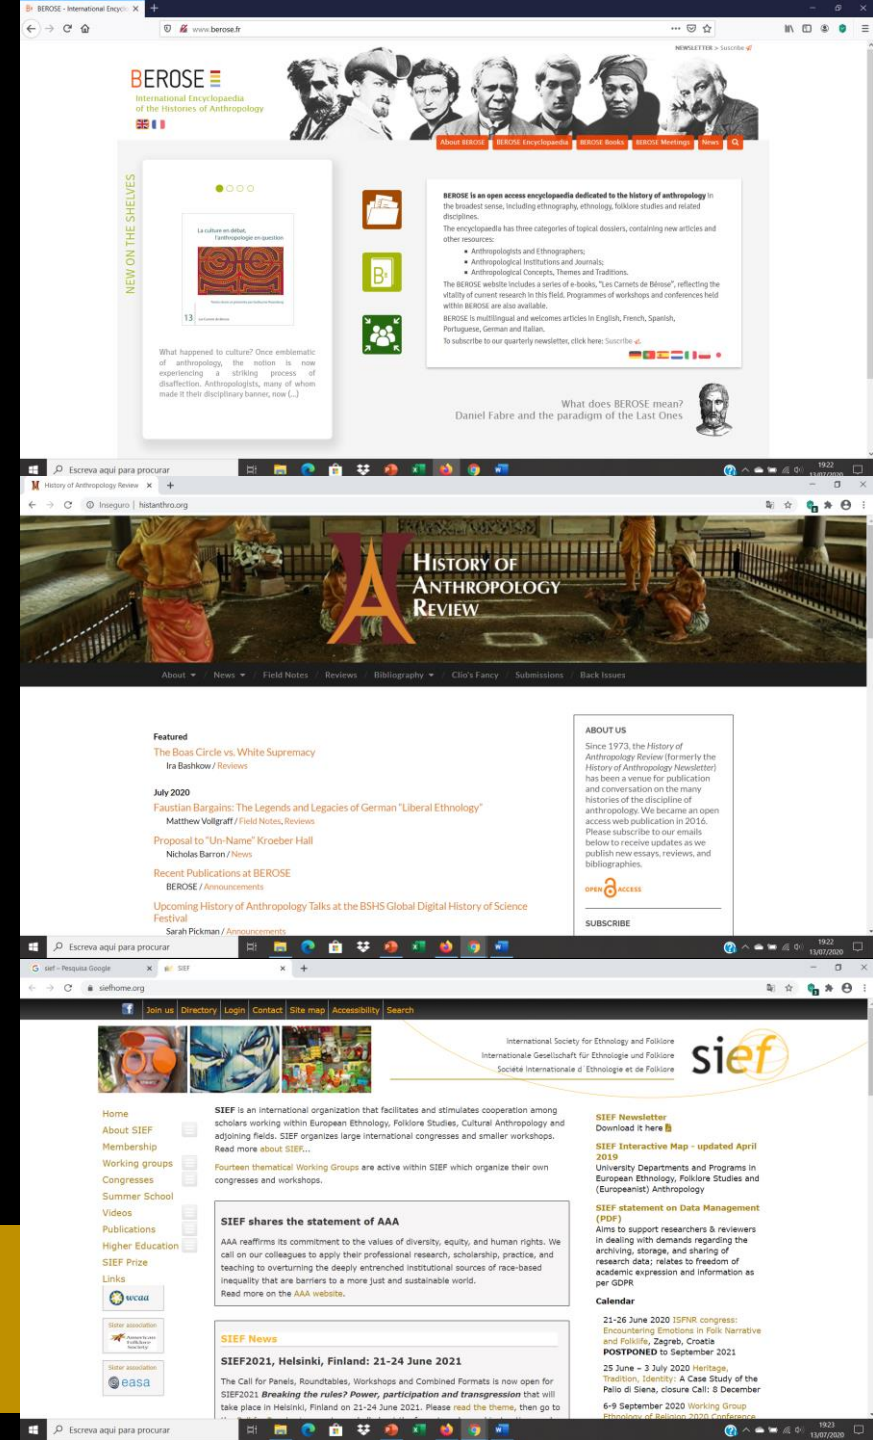 BEROSE - International Encyc
www.berose.fr
NEWSLETTER > Suscribe
BEROSE
International Encyclopaedia
of the Histories of Anthropology
About BEROSE
BEROSE Encyclopaedia
BEROSE Books
BEROSE Meetings
News
NEW ON THE SHELVES
La culture en débat,
l'anthropologie en question
13
What happened to culture? Once emblematic
of anthropology, the notion is now
experiencing a striking process of
disaffection. Anthropologists, many of whom
made it their disciplinary banner, now (...)
BEROSE is an open access encyclopaedia dedicated to the history of anthropology in
the broadest sense, including ethnography, ethnology, folklore studies and related
disciplines.
The encyclopaedia has three categories of topical dossiers, containing new articles and
other resources:
Anthropologists and Ethnographers;
Anthropological Institutions and Journals;
Anthropological Concepts, Themes and Traditions.
The BEROSE website includes a series of e-books, "Les Carnets de Bérose", reflecting the
vitality of current research in this field. Programmes of workshops and conferences held
within BEROSE are also available.
BEROSE is multilingual and welcomes articles in English, French, Spanish,
Portuguese, German and Italian.
To subscribe to our quarterly newsletter, click here: Suscribe
What does BEROSE mean?
Daniel Fabre and the paradigm of the Last Ones
Escreva aqui para procurar
19:22
13/07/2020
History of Anthropology Review
Inseguro | histanthro.org
HISTORY OF
ANTHROPOLOGY
REVIEW
About / News / Field Notes / Reviews / Bibliography / Clio's Fancy / Submissions / Back Issues
Featured
The Boas Circle vs. White Supremacy
Ira Bashkow / Reviews
July 2020
Faustian Bargains: The Legends and Legacies of German "Liberal Ethnology"
Matthew Vollgraff / Field Notes, Reviews
Proposal to "Un-Name" Kroeber Hall
Nicholas Barron / News
Recent Publications at BEROSE
BEROSE / Announcements
Upcoming History of Anthropology Talks at the BSHS Global Digital History of Science
Festival
Sarah Pickman / Announcements
ABOUT US
Since 1973, the History of
Anthropology Review (formerly the
History of Anthropology Newsletter)
has been a venue for publication
and conversation on the many
histories of the discipline of
anthropology. We became an open
access web publication in 2016.
Please subscribe to our emails
below to receive updates as we
publish new essays, reviews, and
bibliographies.
OPEN ACCESS
SUBSCRIBE
Escreva aqui para procurar
19:22
13/07/2020
sief - Pesquisa Google
SIEF
siefhome.org
Join us | Directory | Login | Contact | Site map | Accessibility | Search
International Society for Ethnology and Folklore
Internationale Gesellschaft für Ethnologie und Folklore
Société Internationale d´Ethnologie et de Folklore
sief
Home
About SIEF
Membership
Working groups
Congresses
Summer School
Videos
Publications
Higher Education
SIEF Prize
Links
wcaa
Sister association
American
Folklore
Society
Sister association
easa
SIEF is an international organization that facilitates and stimulates cooperation among
scholars working within European Ethnology, Folklore Studies, Cultural Anthropology and
adjoining fields. SIEF organizes large international congresses and smaller workshops.
Read more about SIEF...
Fourteen thematical Working Groups are active within SIEF which organize their own
congresses and workshops.
SIEF shares the statement of AAA
AAA reaffirms its commitment to the values of diversity, equity, and human rights. We
call on our colleagues to apply their professional research, scholarship, practice, and
teaching to overturning the deeply entrenched institutional sources of race-based
inequality that are barriers to a more just and sustainable world.
Read more on the AAA website.
SIEF News
SIEF2021, Helsinki, Finland: 21-24 June 2021
The Call for Panels, Roundtables, Workshops and Combined Formats is now open for
SIEF2021 Breaking the rules? Power, participation and transgression that will
take place in Helsinki, Finland on 21-24 June 2021. Please read the theme, then go to
SIEF Newsletter
Download it here
SIEF Interactive Map - updated April
2019
University Departments and Programs in
European Ethnology, Folklore Studies and
(Europeanist) Anthropology
SIEF statement on Data Management
(PDF)
Aims to support researchers & reviewers
in dealing with demands regarding the
archiving, storage, and sharing of
research data; relates to freedom of
academic expression and information as
per GDPR
Calendar
21-26 June 2020 ISFNR congress:
Encountering Emotions in Folk Narrative
and Folklife, Zagreb, Croatia
POSTPONED to September 2021
25 June - 3 July 2020 Heritage,
Tradition, Identity: A Case Study of the
Palio di Siena, closure Call: 8 December
6-9 September 2020 Working Group
Ethnology of Religion 2020 Conference
Escreva aqui para procurar
19:23
13/07/2020